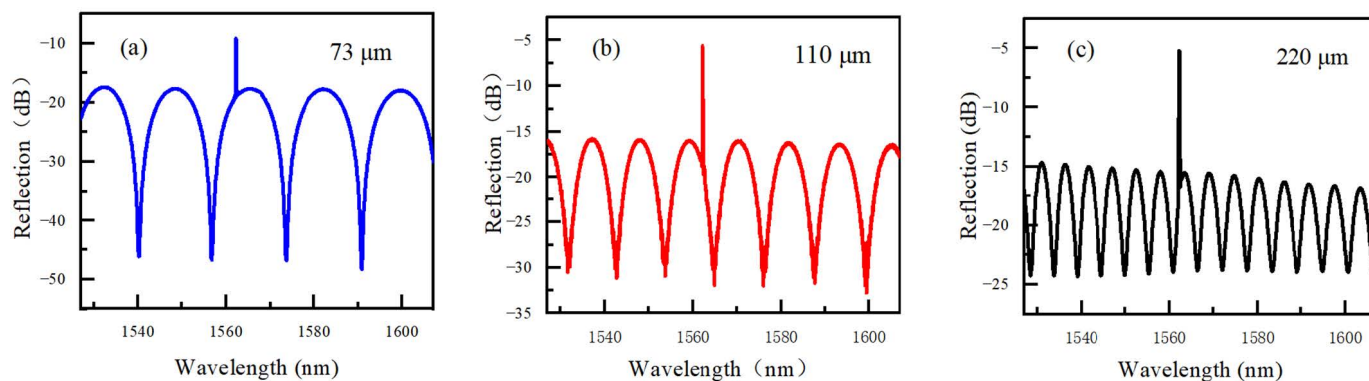 (a)
73 μm
−10
−20
−30
−40
−50
Reflection（dB）
1540
1560
1580
1600
Wavelength (nm)
(b)
110 μm
−5
−10
−15
−20
−25
−30
−35
Reflection (dB)
1540
1560
1580
1600
Wavelength（nm）
(c)
220 μm
−5
−10
−15
−20
−25
Reflection (dB)
1540
1560
1580
1600
Wavelength (nm)